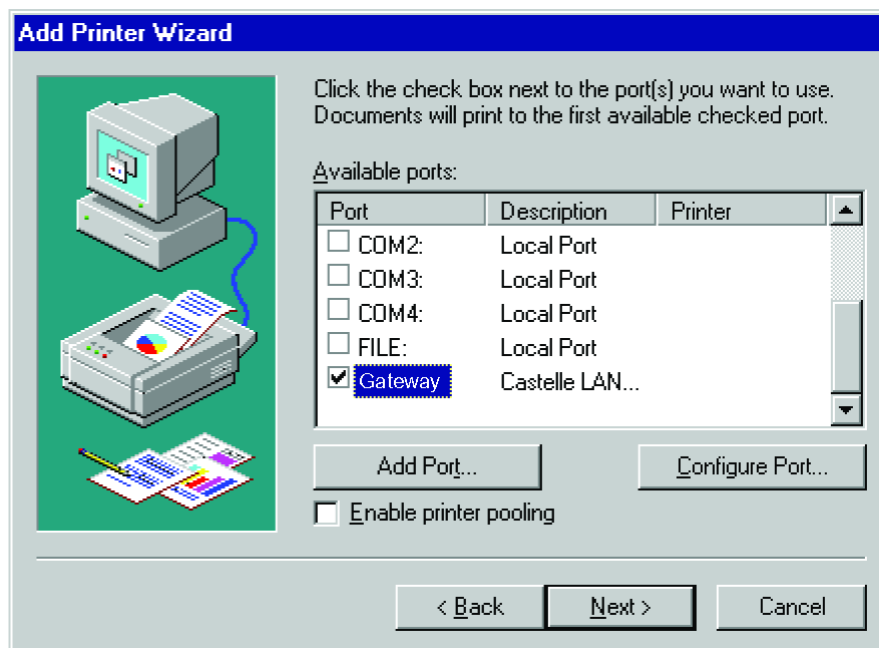 Add Printer Wizard
Click the check box next to the port(s) you want to use.
Documents will print to the first available checked port.
Available ports:
Port Description Printer
COM2: Local Port
COM3: Local Port
COM4: Local Port
FILE: Local Port
Gateway Castelle LAN...
Add Port... Configure Port...
Enable printer pooling
< Back Next > Cancel